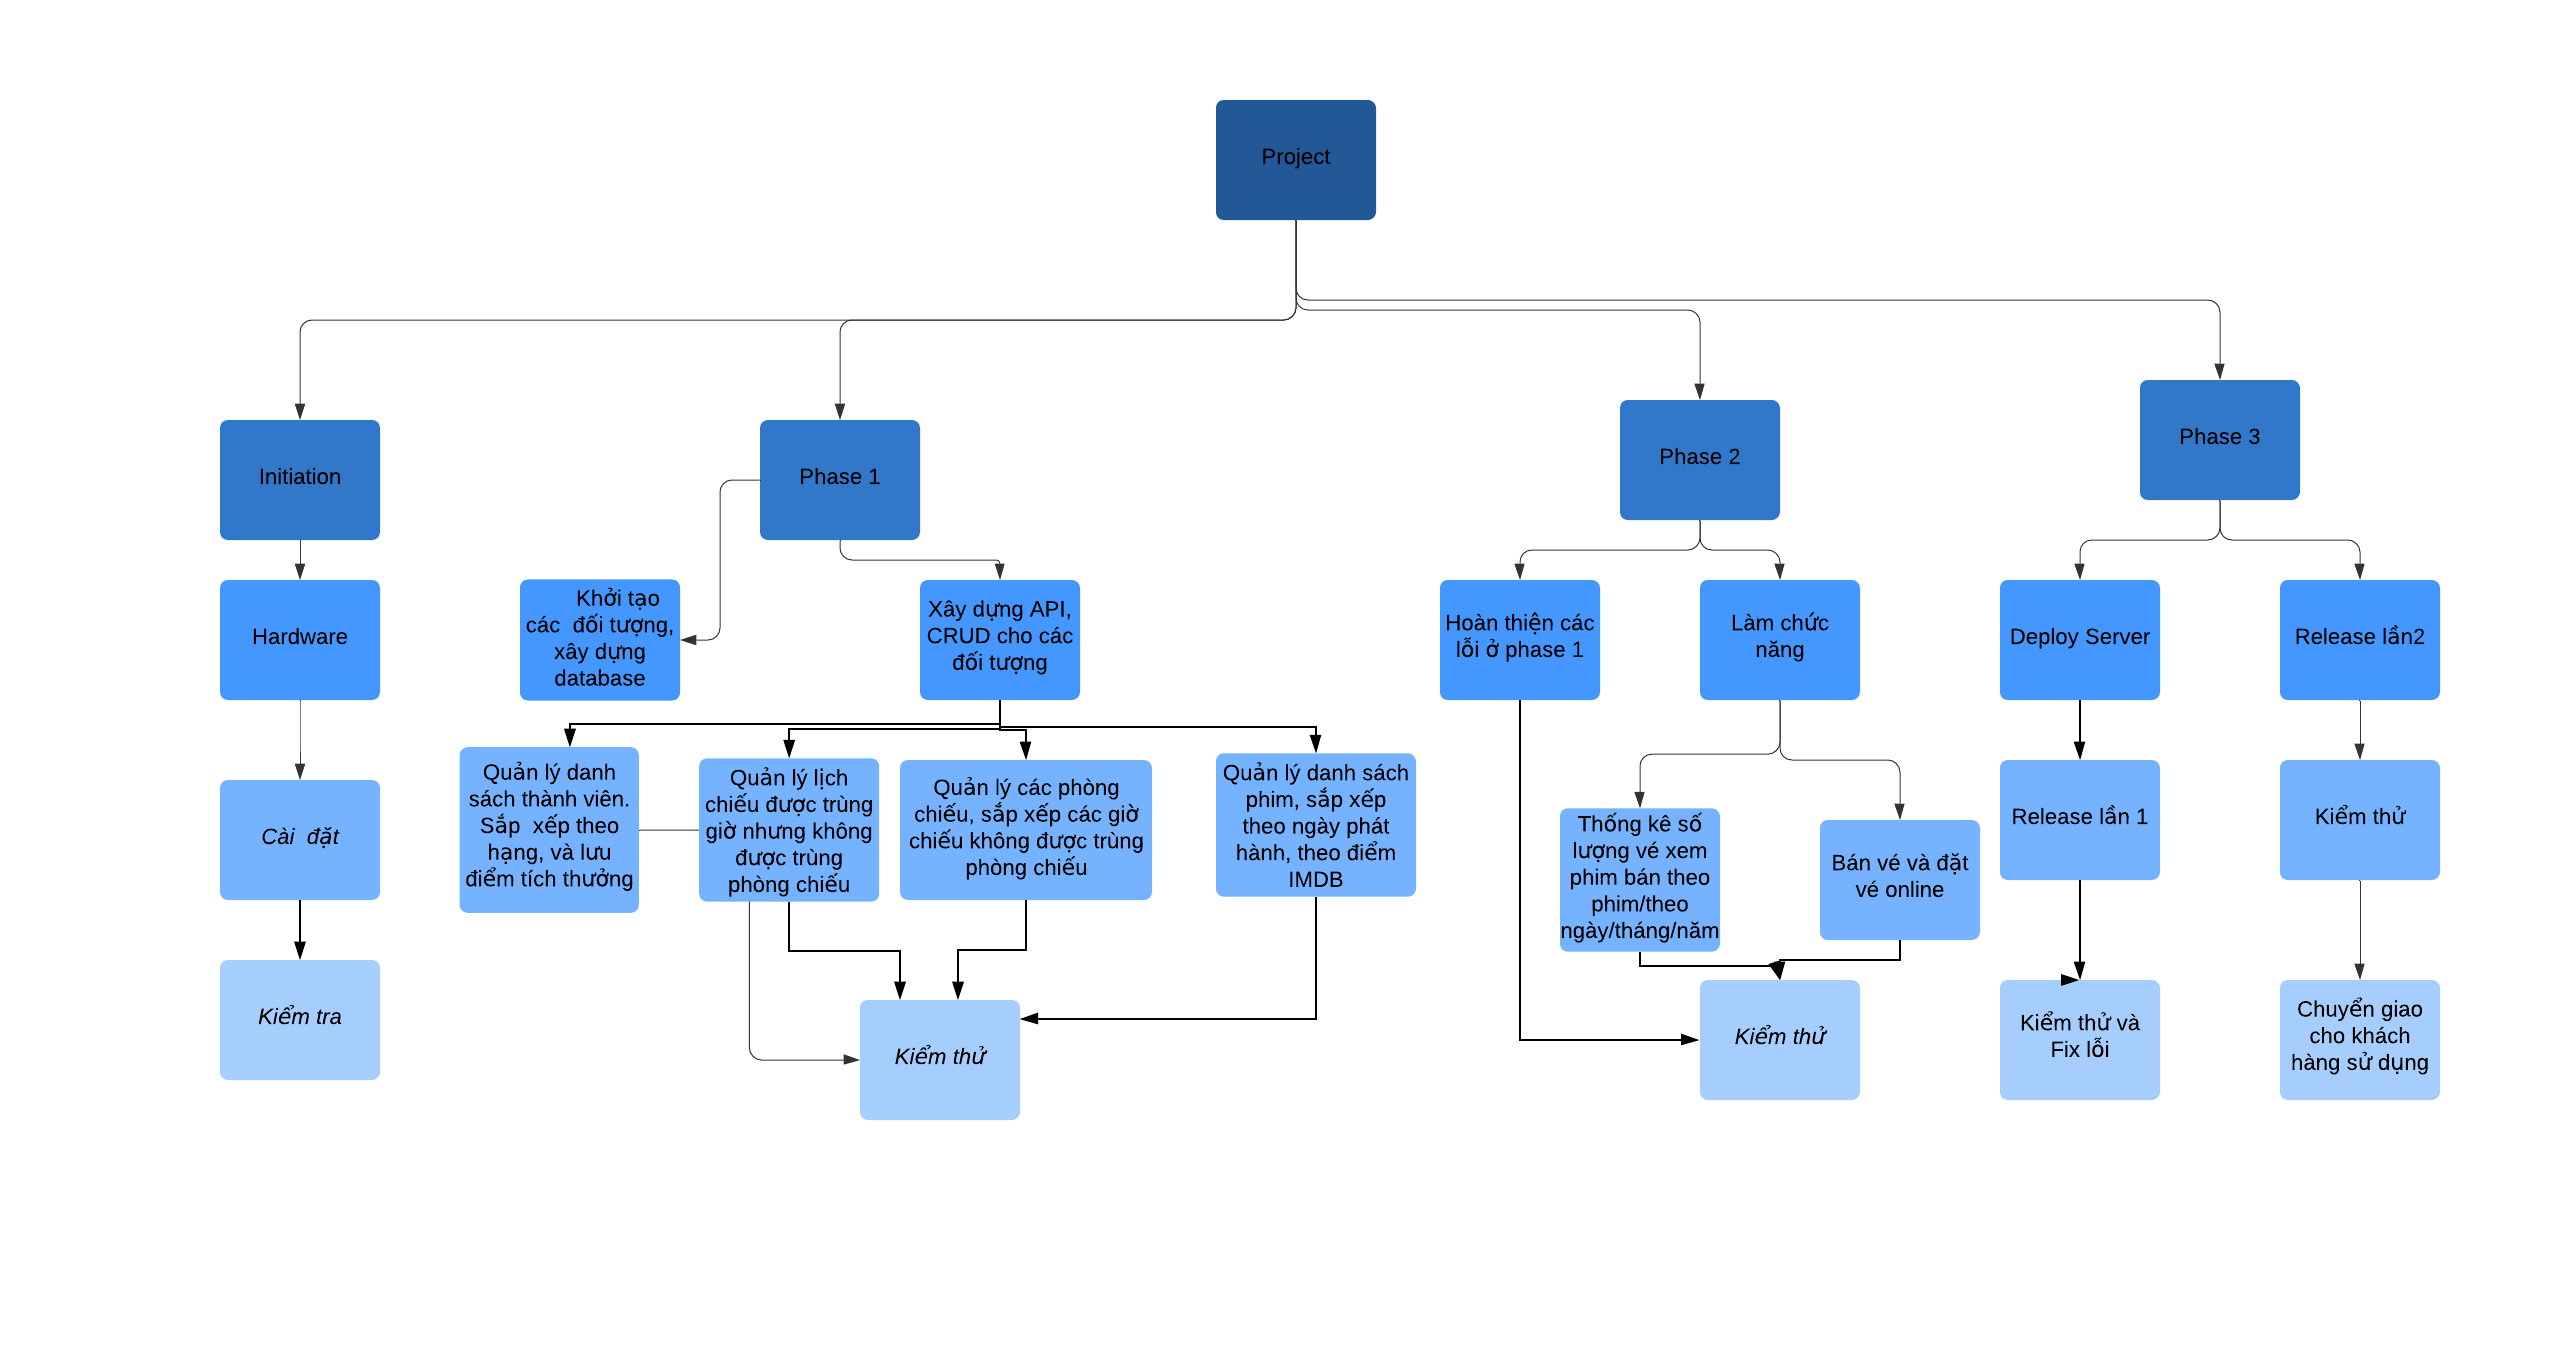 Project
Initiation
Phase 1
Phase 2
Phase 3
Hardware
Khởi tạo
các đối tượng,
xây dựng
database
Xây dựng API,
CRUD cho các
đối tượng
Hoàn thiện các
lỗi ở phase 1
Làm chức
năng
Deploy Server
Release lần2
Cài đặt
Quản lý danh
sách thành viên.
Sắp xếp theo
hạng, và lưu
điểm tích thưởng
Quản lý lịch
chiếu được trùng
giờ nhưng không
được trùng
phòng chiếu
Quản lý các phòng
chiếu, sắp xếp các giờ
chiếu không được trùng
phòng chiếu
Quản lý danh sách
phim, sắp xếp
theo ngày phát
hành, theo điểm
IMDB
Thống kê số
lượng vé xem
phim bán theo
phim/theo
ngày/tháng/năm
Bán vé và đặt
vé online
Release lần 1
Kiểm thử
Kiểm tra
Kiểm thử
Kiểm thử
Kiểm thử và
Fix lỗi
Chuyển giao
cho khách
hàng sử dụng